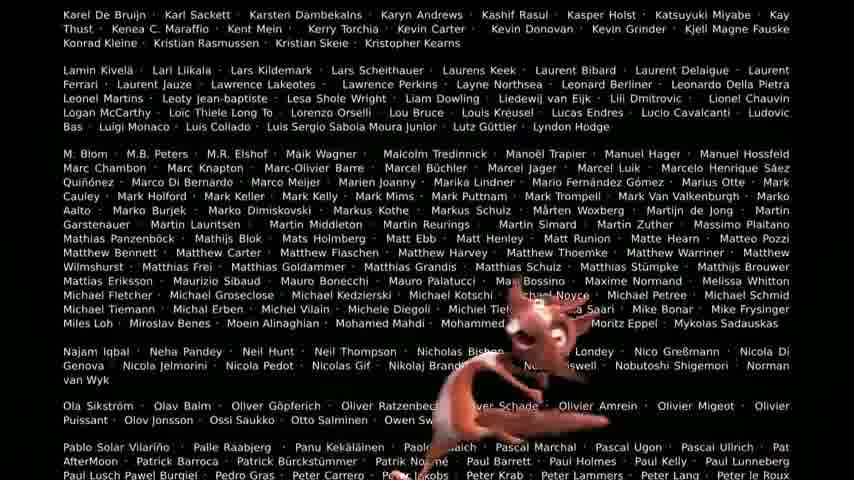 Karel De Bruijn · Karl Sackett · Karsten Dambekalns · Karyn Andrews · Kashif Rasul · Kasper Holst · Katsuyuki Miyabe · Kay
Thust · Kenea C. Maraffio · Kent Mein · Kerry Torchia · Kevin Carter · Kevin Donovan · Kevin Grinder · Kjell Magne Fauske
Konrad Kleine · Kristian Rasmussen · Kristian Skeie · Kristopher Kearns
Lamin Kivelä · Lari Liikala · Lars Kildemark · Lars Scheithauer · Laurens Keek · Laurent Bibard · Laurent Delaigue · Laurent
Ferrari · Laurent Jauze · Lawrence Lakeotes · Lawrence Perkins · Layne Northsea · Leonard Berliner · Leonardo Della Pietra
Leonel Martins · Leoty Jean-baptiste · Lesa Shole Wright · Liam Dowling · Liedewij van Eijk · Lili Dmitrovic · Lionel Chauvin
Logan McCarthy · Loïc Thiele Long To · Lorenzo Orselli · Lou Bruce · Louis Kreusel · Lucas Endres · Lucio Cavalcanti · Ludovic
Bas · Luigi Monaco · Luis Collado · Luis Sergio Saboia Moura Junior · Lutz Güttler · Lyndon Hodge
M. Blom · M.B. Peters · M.R. Elshof · Maik Wagner · Malcolm Tredinnick · Manoël Trapier · Manuel Hager · Manuel Hossfeld
Marc Chambon · Marc Knapton · Marc-Olivier Barre · Marcel Büchler · Marcel Jager · Marcel Luik · Marcelo Henrique Sáez
Quiñónez · Marco Di Bernardo · Marco Meijer · Marien Joanny · Marika Lindner · Mario Fernández Gómez · Marius Otte · Mark
Cauley · Mark Holford · Mark Keller · Mark Kelly · Mark Mims · Mark Puttnam · Mark Trompell · Mark Van Valkenburgh · Marko
Aalto · Marko Burjek · Marko Dimiskovski · Markus Kothe · Markus Schulz · Mårten Woxberg · Martijn de Jong · Martin
Garstenauer · Martin Lauritsen · Martin Middleton · Martin Reurings · Martin Simard · Martin Zuther · Massimo Plaitano
Mathias Panzenböck · Mathijs Blok · Mats Holmberg · Matt Ebb · Matt Henley · Matt Runion · Matte Hearn · Matteo Pozzi
Matthew Bennett · Matthew Carter · Matthew Flaschen · Matthew Harvey · Matthew Thoemke · Matthew Warriner · Matthew
Wilmshurst · Matthias Frei · Matthias Goldammer · Matthias Grandis · Matthias Schulz · Matthias Stümpke · Matthijs Brouwer
Mattias Eriksson · Maurizio Sibaud · Mauro Bonecchi · Mauro Palatucci · Bossino · Maxime Normand · Melissa Whitton
Michael Fletcher · Michael Groseclose · Michael Kedzierski · Michael Kotschi · Michael Noyce · Michael Petree · Michael Schmid
Michael Tiemann · Michal Erben · Michel Vilain · Michele Diegoli · Saari · Mike Bonar · Mike Frysinger
Miles Loh · Miroslav Benes · Moein Alinaghian · Mohamed Mahdi · Mohammed · Moritz Eppel · Mykolas Sadauskas
Najam Iqbal · Neha Pandey · Neil Hunt · Neil Thompson · Nicholas Bishop · Londey · Nico Greßmann · Nicola Di
Genova · Nicola Jelmorini · Nicola Pedot · Nicolas Gif · Nikolaj · Nobutoshi Shigemori · Norman
van Wyk
Ola Sikström · Olav Balm · Oliver Göpferich · Oliver Ratzenbeck · Schade · Olivier Amrein · Olivier Migeot · Olivier
Puissant · Olov Jonsson · Ossi Saukko · Otto Salminen · Owen
Pablo Solar Vilariño · Palle Raabjerg · Panu Kekäläinen · Pascal Marchal · Pascal Ugon · Pascal Ullrich · Pat
AfterMoon · Patrick Barroca · Patrick Bürckstümmer · Patrik · Paul Barrett · Paul Holmes · Paul Kelly · Paul Lunneberg
Paul Lusch Pawel Burgiel · Pedro Gras · Peter Carrero · Peter Jakobs · Peter Krab · Peter Lammers · Peter Lang · Peter le Roux